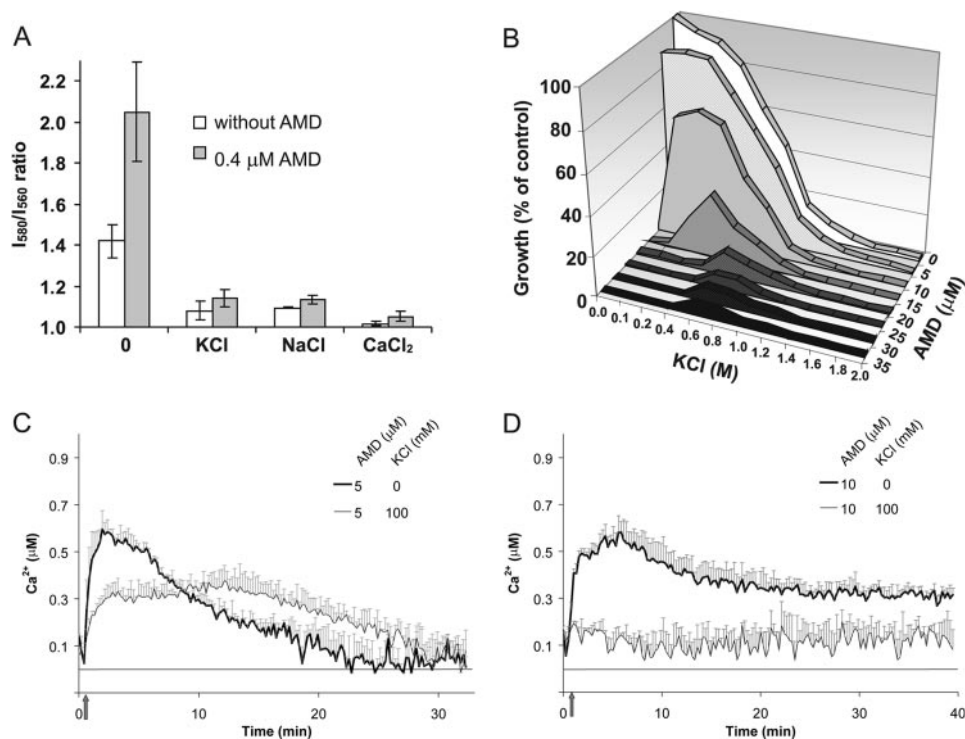 A
I580/I560 ratio
2.2
2.0
1.8
1.6
1.4
1.2
1.0
without AMD
0.4 µM AMD
0 KCl NaCl CaCl₂
B
Growth (% of control)
100
80
60
40
20
0
0.0 0.1 0.2 0.4 0.6 0.8 1.0 1.2 1.4 1.6 1.8 2.0
KCl (M)
0
5
10
15
20
25
30
35
AMD (µM)
C
Ca²⁺ (µM)
0.9
0.7
0.5
0.3
0.1
AMD (µM) KCl (mM)
5 0
5 100
0 10 20 30
Time (min)
D
Ca²⁺ (µM)
0.9
0.7
0.5
0.3
0.1
AMD (µM) KCl (mM)
10 0
10 100
0 10 20 30 40
Time (min)